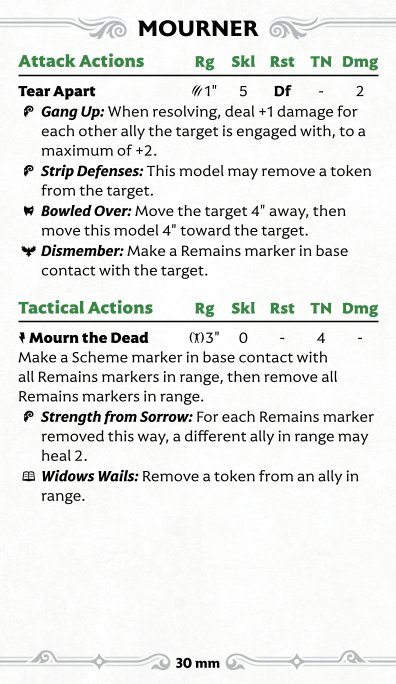 MOURNER
Attack Actions Rg Skl Rst TN Dmg
Tear Apart 1" 5 Df - 2
Gang Up: When resolving, deal +1 damage for
each other ally the target is engaged with, to a
maximum of +2.
Strip Defenses: This model may remove a token
from the target.
Bowled Over: Move the target 4" away, then
move this model 4" toward the target.
Dismember: Make a Remains marker in base
contact with the target.
Tactical Actions Rg Skl Rst TN Dmg
Mourn the Dead 3" 0 - 4 -
Make a Scheme marker in base contact with
all Remains markers in range, then remove all
Remains markers in range.
Strength from Sorrow: For each Remains marker
removed this way, a different ally in range may
heal 2.
Widows Wails: Remove a token from an ally in
range.
30 mm